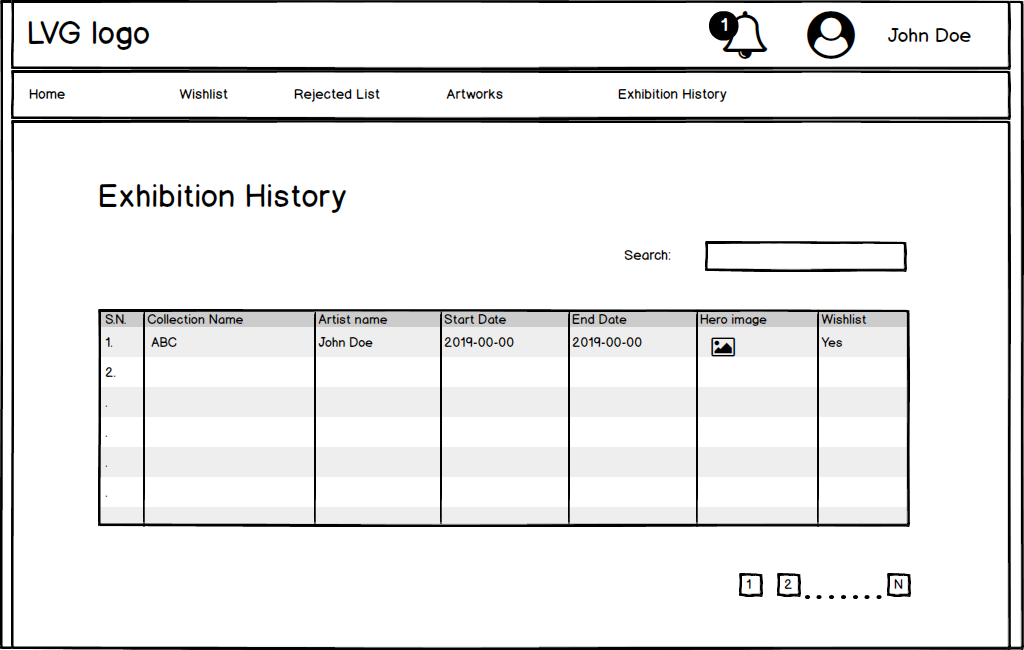 LVG logo
1
John Doe
Home Wishlist Rejected List Artworks Exhibition History
Exhibition History
Search:
S.N. Collection Name Artist name Start Date End Date Hero image Wishlist
1. ABC John Doe 2019-00-00 2019-00-00 Yes
2.
.
.
.
.
1 2 ....... N